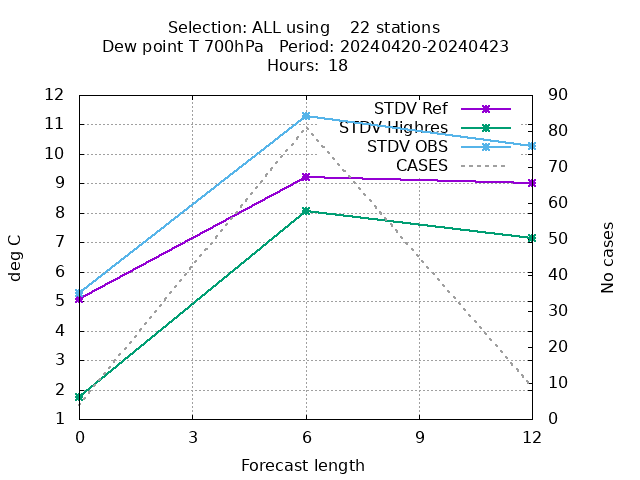 Selection: ALL using    22 stations
Dew point T 700hPa   Period: 20240420-20240423
Hours:  18
STDV Ref
STDV Highres
STDV OBS
CASES
12
11
10
9
8
7
6
5
4
3
2
1
90
80
70
60
50
40
30
20
10
0
deg C
No cases
0
3
6
9
12
Forecast length